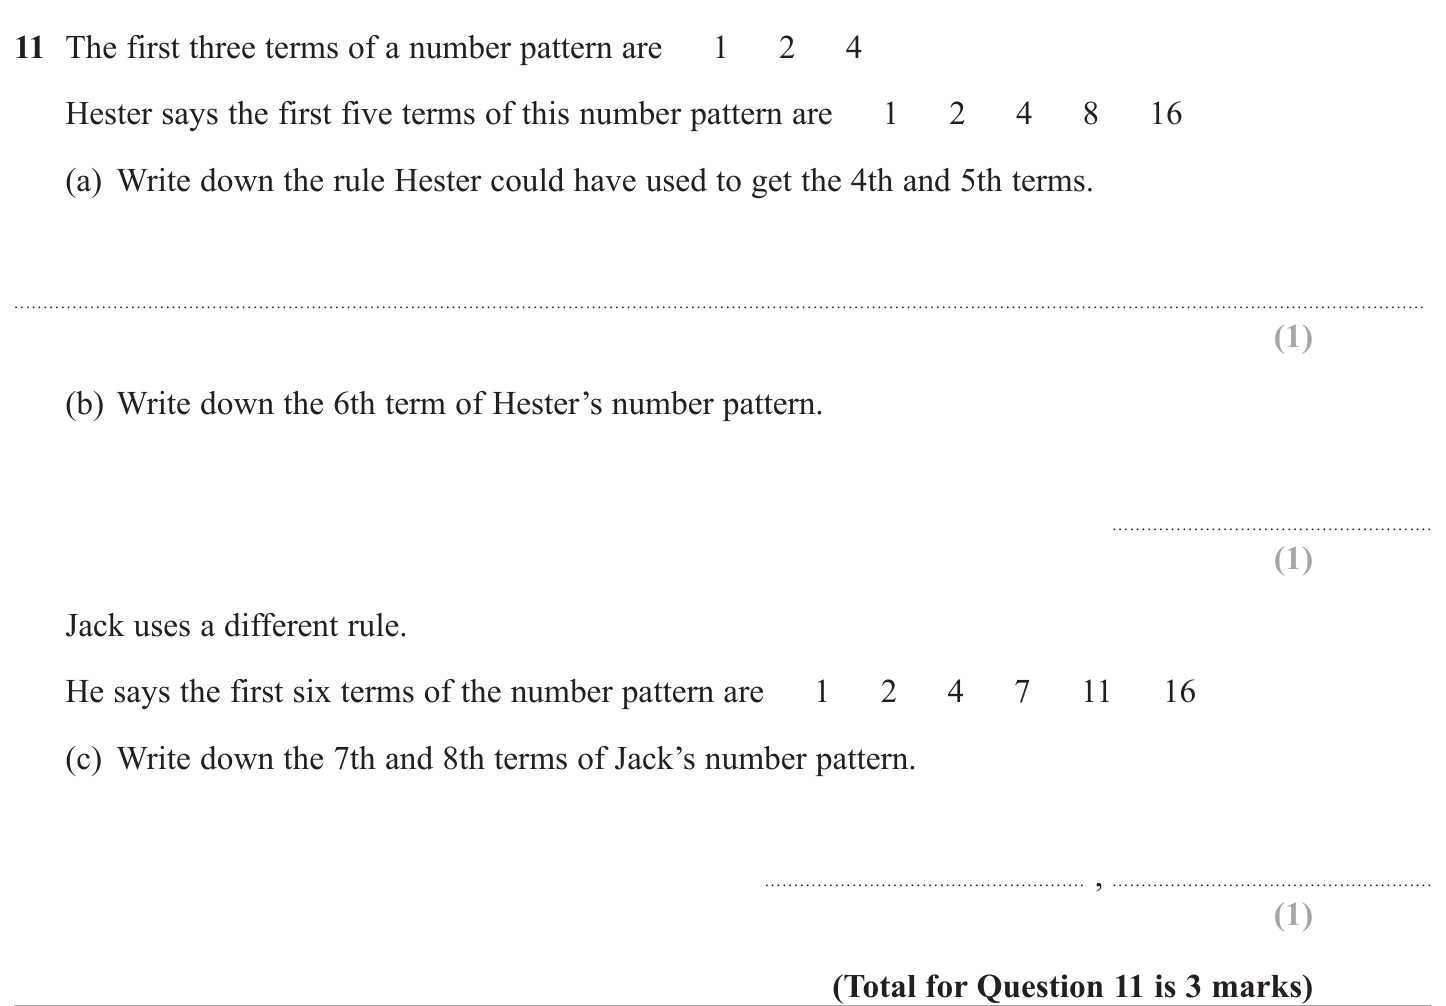 11 The first three terms of a number pattern are 1 2 4
Hester says the first five terms of this number pattern are 1 2 4 8 16
(a) Write down the rule Hester could have used to get the 4th and 5th terms.
(1)
(b) Write down the 6th term of Hester’s number pattern.
(1)
Jack uses a different rule.
He says the first six terms of the number pattern are 1 2 4 7 11 16
(c) Write down the 7th and 8th terms of Jack’s number pattern.
,
(1)
(Total for Question 11 is 3 marks)